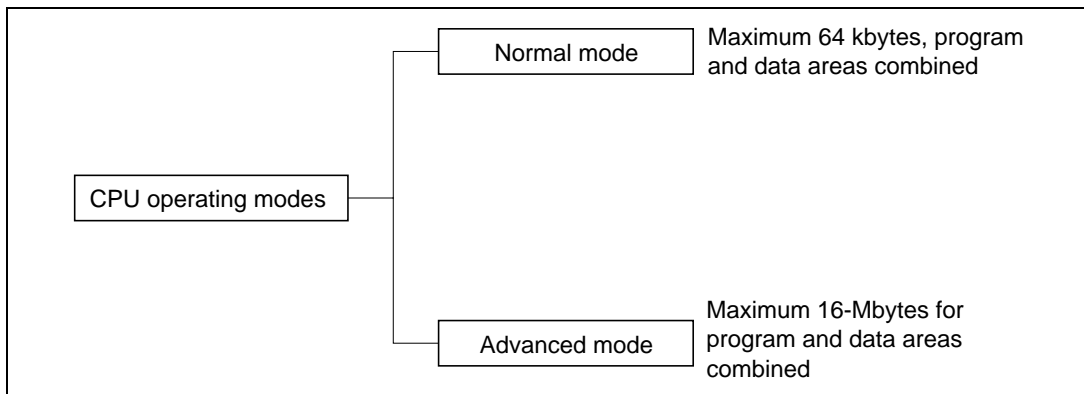 Normal mode
Maximum 64 kbytes, program
and data areas combined
CPU operating modes
Advanced mode
Maximum 16-Mbytes for
program and data areas
combined